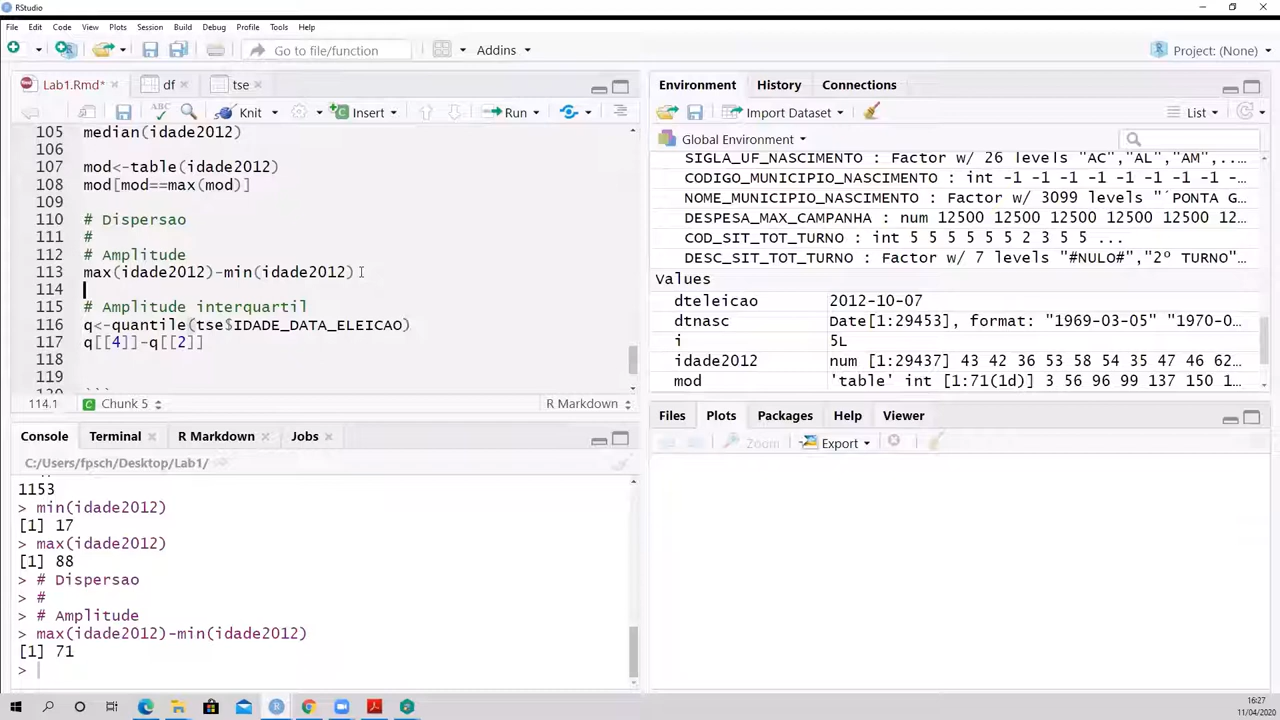 RStudio
File Edit Code View Plots Session Build Debug Profile Tools Help
Go to file/function Addins Project: (None)
Lab1.Rmd* df tse
Knit Insert Run
105 median(idade2012)
106
107 mod<-table(idade2012)
108 mod[mod==max(mod)]
109
110 # Dispersao
111 #
112 # Amplitude
113 max(idade2012)-min(idade2012)
114
115 # Amplitude interquartil
116 q<-quantile(tse$IDADE_DATA_ELEICAO)
117 q[[4]]-q[[2]]
118
119
114:1 Chunk 5 R Markdown
Console Terminal R Markdown Jobs
C:/Users/fpsch/Desktop/Lab1/
1153
> min(idade2012)
[1] 17
> max(idade2012)
[1] 88
> # Dispersao
> #
> # Amplitude
> max(idade2012)-min(idade2012)
[1] 71
>
Environment History Connections
Import Dataset List
Global Environment
SIGLA_UF_NASCIMENTO : Factor w/ 26 levels "AC","AL","AM",..…
CODIGO_MUNICIPIO_NASCIMENTO : int -1 -1 -1 -1 -1 -1 -1 -1 -…
NOME_MUNICIPIO_NASCIMENTO : Factor w/ 3099 levels "´PONTA G…
DESPESA_MAX_CAMPANHA : num 12500 12500 12500 12500 12500 12…
COD_SIT_TOT_TURNO : int 5 5 5 5 5 5 2 3 5 5 ...
DESC_SIT_TOT_TURNO : Factor w/ 7 levels "#NULO#","2º TURNO"…
Values
dteleicao 2012-10-07
dtnasc Date[1:29453], format: "1969-03-05" "1970-0…
i 5L
idade2012 num [1:29437] 43 42 36 53 58 54 35 47 46 62…
mod 'table' int [1:71(1d)] 3 56 96 99 137 150 1…
Files Plots Packages Help Viewer
Zoom Export
16:27
11/04/2020